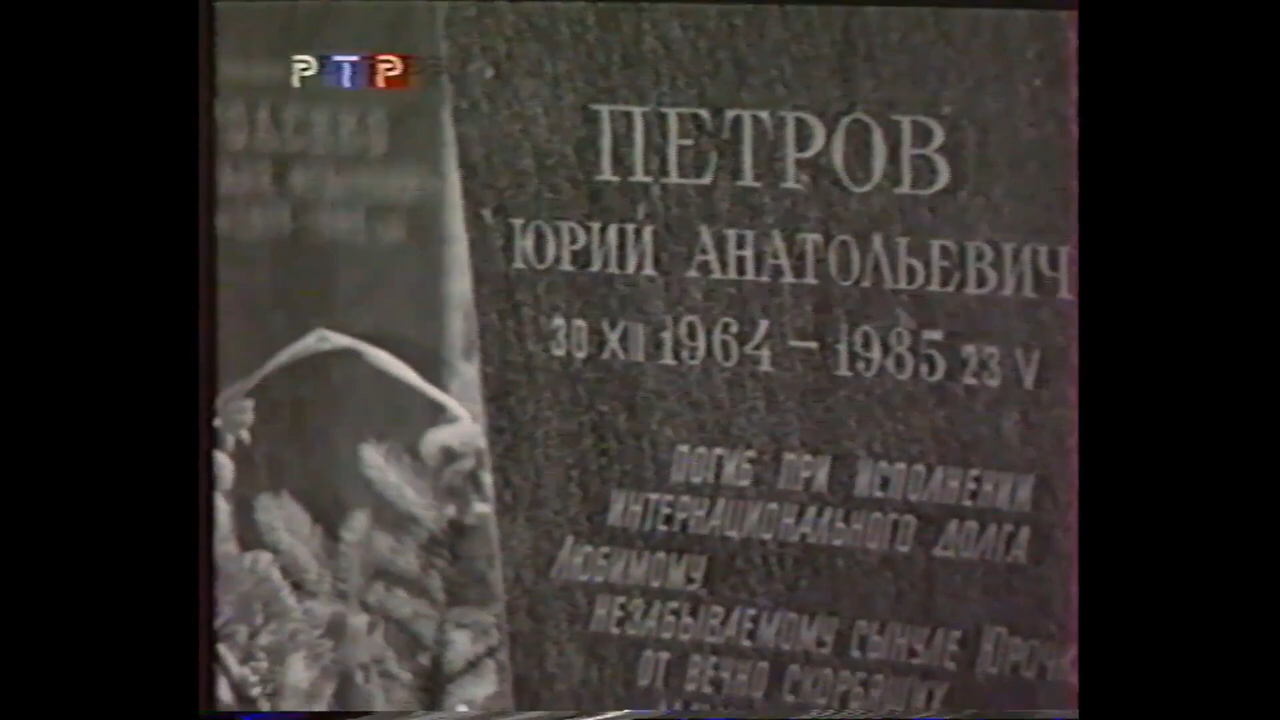 РТР
ПЕТРОВ
ЮРИЙ АНАТОЛЬЕВИЧ
30 XII 1964 – 1985 23 V
ПОГИБ ПРИ ИСПОЛНЕНИИ
ИНТЕРНАЦИОНАЛЬНОГО ДОЛГА
ЛЮБИМОМУ,
НЕЗАБЫВАЕМОМУ СЫНУЛЕ
ОТ ВЕЧНО СКОРБЯЩИХ